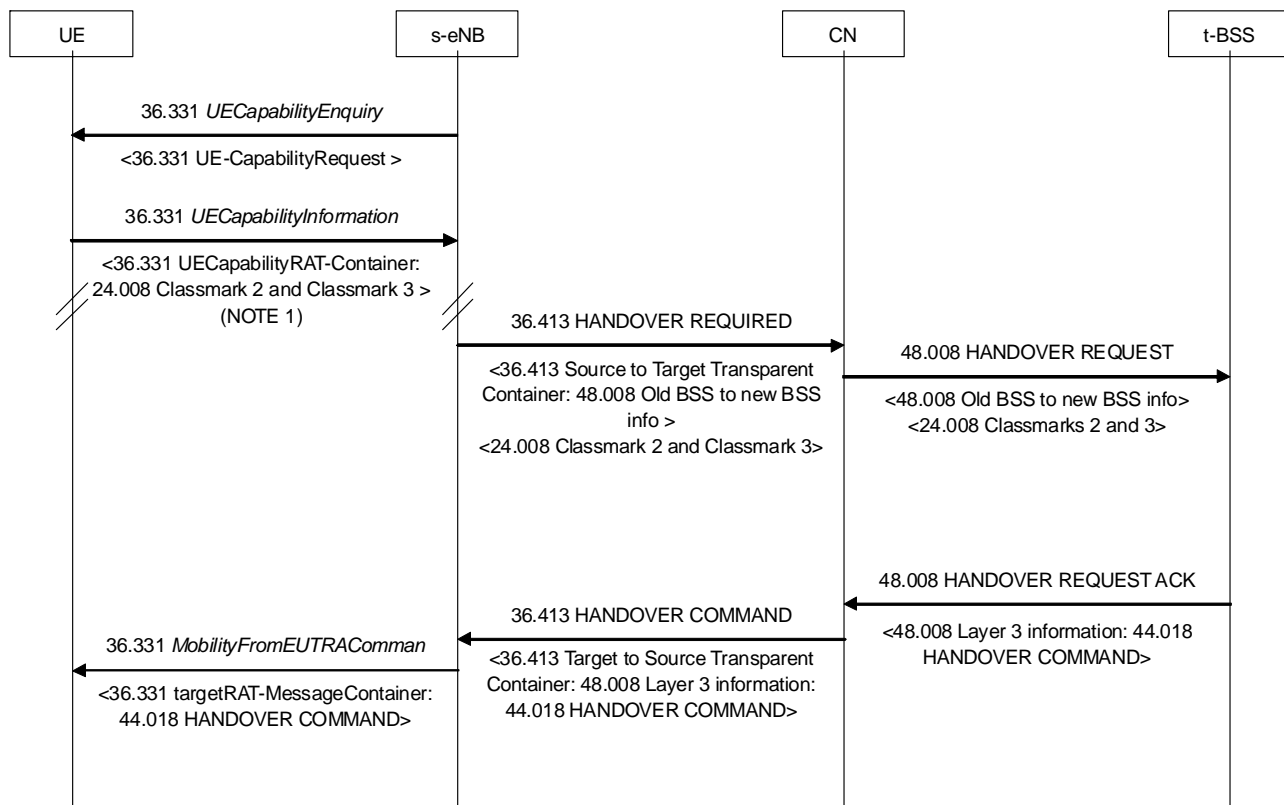 UE
s-eNB
CN
t-BSS
36.331 UECapabilityEnquiry
<36.331 UE-CapabilityRequest >
36.331 UECapabilityInformation
<36.331 UECapabilityRAT-Container:
24.008 Classmark 2 and Classmark 3 >
(NOTE 1)
36.413 HANDOVER REQUIRED
<36.413 Source to Target Transparent
Container: 48.008 Old BSS to new BSS
info >
<24.008 Classmark 2 and Classmark 3>
48.008 HANDOVER REQUEST
<48.008 Old BSS to new BSS info>
<24.008 Classmarks 2 and 3>
48.008 HANDOVER REQUEST ACK
<48.008 Layer 3 information: 44.018
HANDOVER COMMAND>
36.413 HANDOVER COMMAND
<36.413 Target to Source Transparent
Container: 48.008 Layer 3 information:
44.018 HANDOVER COMMAND>
36.331 MobilityFromEUTRAComman
<36.331 targetRAT-MessageContainer:
44.018 HANDOVER COMMAND>